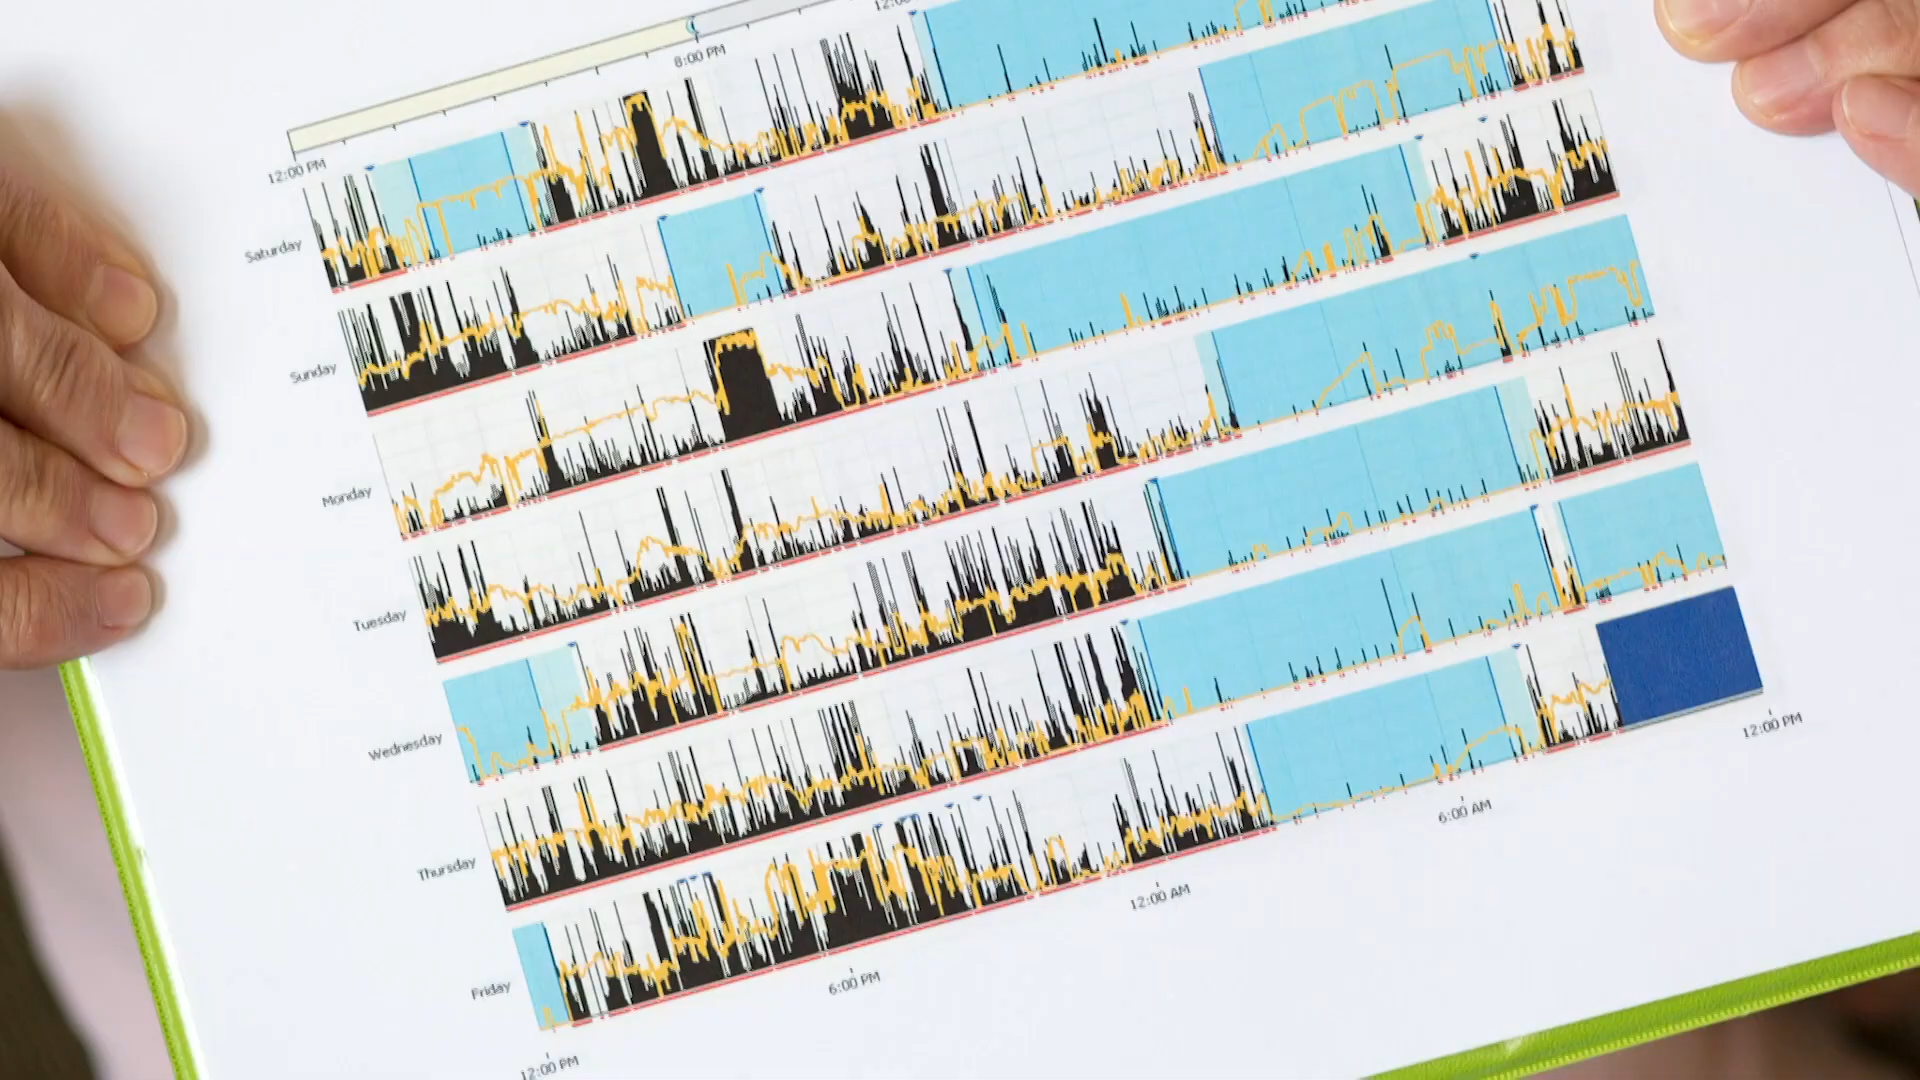 12:00 PM
8:00 PM
Saturday
Sunday
Monday
Tuesday
Wednesday
Thursday
Friday
12:00 PM
6:00 PM
12:00 AM
6:00 AM
12:00 PM